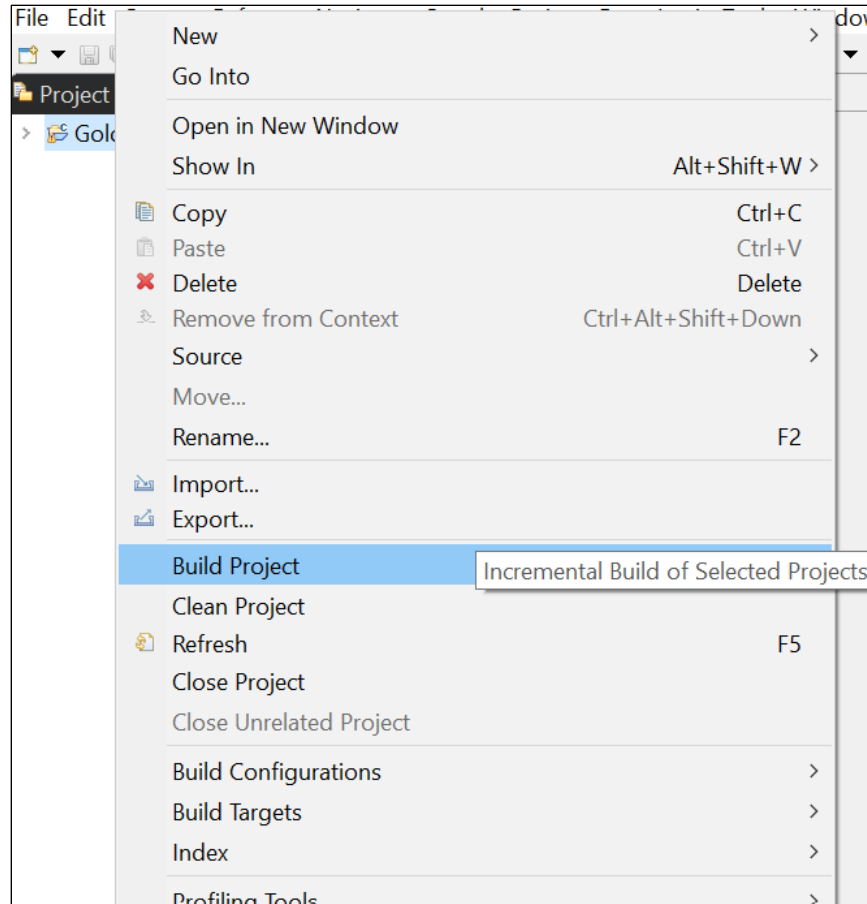 File Edit
New
Go Into
Project
Open in New Window
Show In Alt+Shift+W
Copy Ctrl+C
Paste Ctrl+V
Delete Delete
Remove from Context Ctrl+Alt+Shift+Down
Source
Move...
Rename... F2
Import...
Export...
Build Project
Incremental Build of Selected Projects
Clean Project
Refresh F5
Close Project
Close Unrelated Project
Build Configurations
Build Targets
Index
Profiling Tools